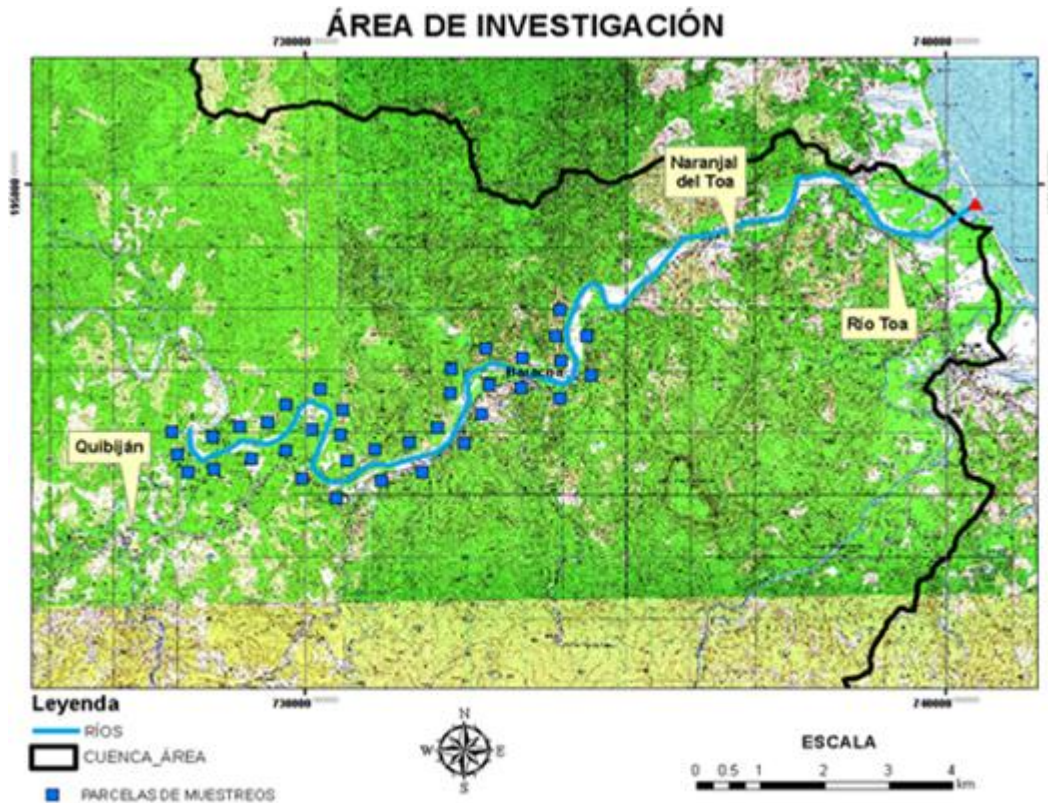 ÁREA DE INVESTIGACIÓN
730000
740000
195000
Naranjal
del Toa
Río Toa
Quibiján
730000
740000
Leyenda
RÍOS
CUENCA_ÁREA
PARCELAS DE MUESTREOS
N
W
E
S
ESCALA
0 0.5 1 2 3 4
km